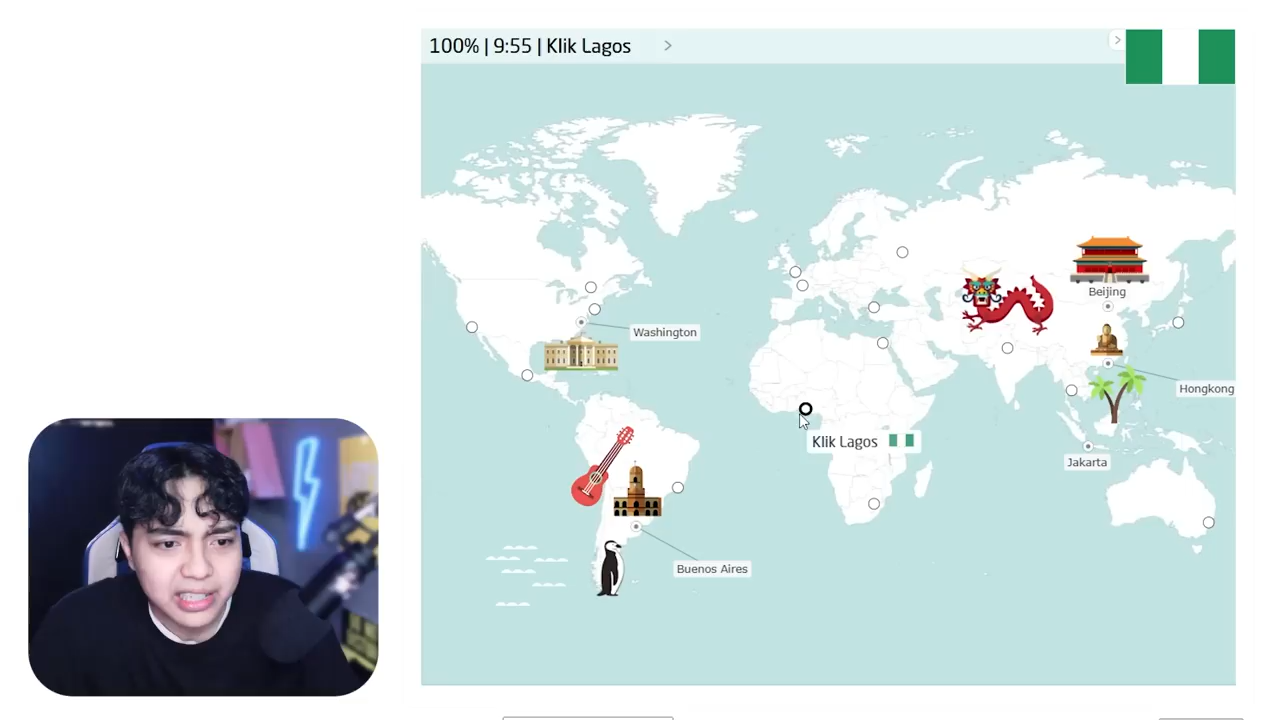 100% | 9:55 | Klik Lagos
Beijing
Washington
Hongkong
Klik Lagos
Jakarta
Buenos Aires